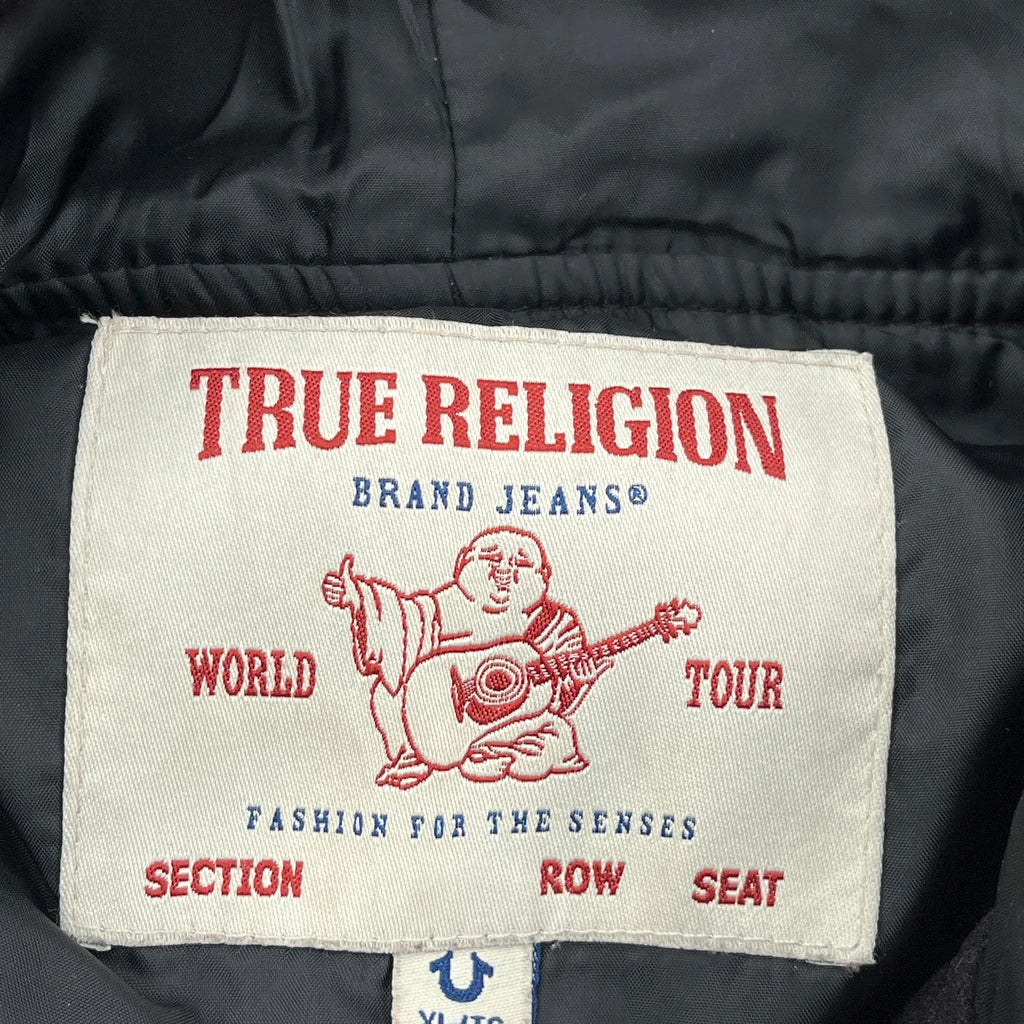 TRUE RELIGION
BRAND JEANS®
WORLD TOUR
FASHION FOR THE SENSES
SECTION ROW SEAT